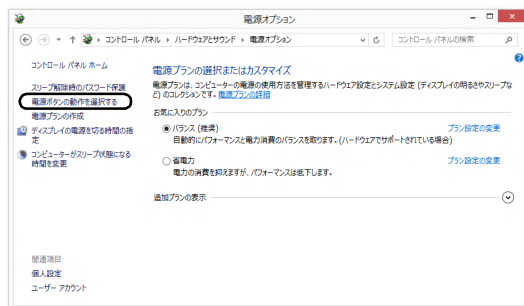 電源オプション
コントロール パネル ▸ ハードウェアとサウンド ▸ 電源オプション
コントロール パネルの検索
コントロール パネル ホーム
スリープ解除時のパスワード保護
電源ボタンの動作を選択する
電源プランの作成
ディスプレイの電源を切る時間の指
定
コンピューターがスリープ状態になる
時間を変更
電源プランの選択またはカスタマイズ
電源プランは、コンピューターの電源の使用方法を管理するハードウェア設定とシステム設定 (ディスプレイの明るさやスリープな
ど) のコレクションです。電源プランの詳細
お気に入りのプラン
バランス (推奨) プラン設定の変更
自動的にパフォーマンスと電力消費のバランスを取ります。(ハードウェアでサポートされている場合)
省電力 プラン設定の変更
電力の消費を抑えますが、パフォーマンスは低下します。
追加プランの表示
関連項目
個人設定
ユーザー アカウント